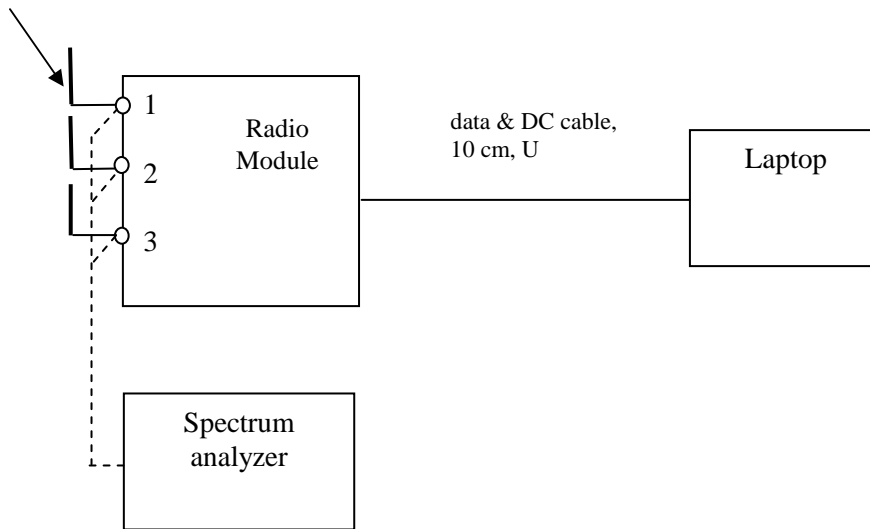 1
2
3
Radio
Module
data & DC cable,
10 cm, U
Laptop
Spectrum
analyzer